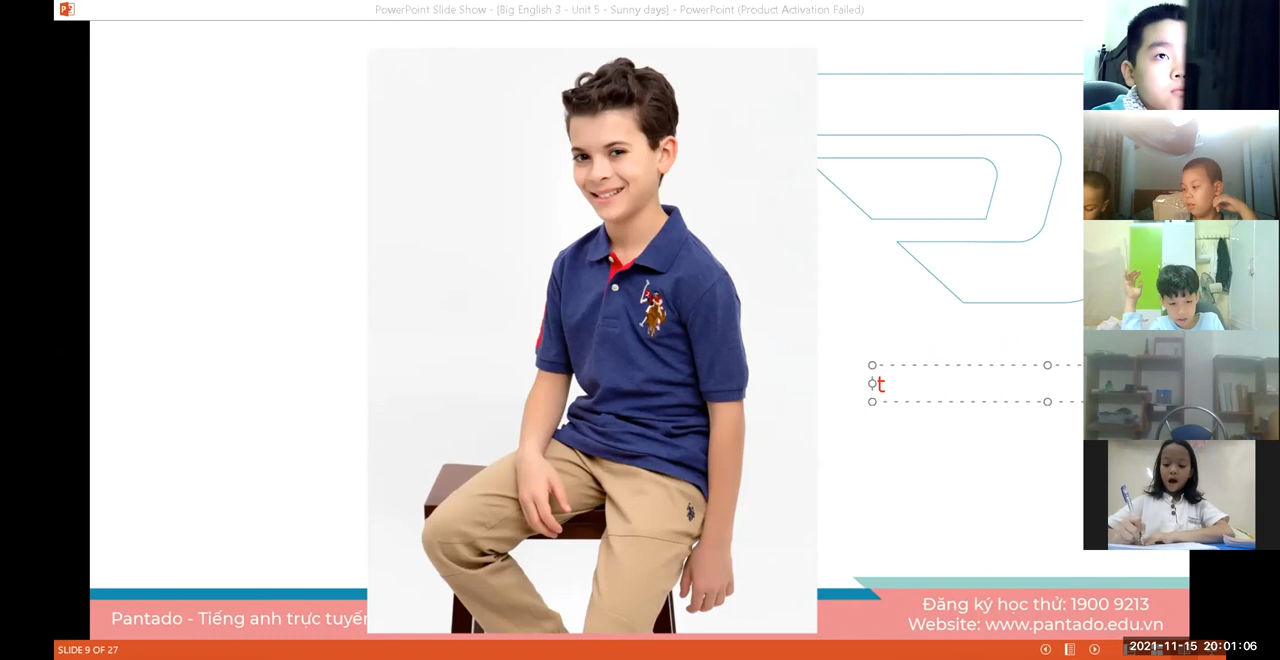 PowerPoint Slide Show - [Big English 3 - Unit 5 - Sunny days] - PowerPoint (Product Activation Failed)
t
Pantado - Tiếng anh trực tuyến
Đăng ký học thử: 1900 9213
Website: www.pantado.edu.vn
SLIDE 9 OF 27
2021-11-15 20:01:06